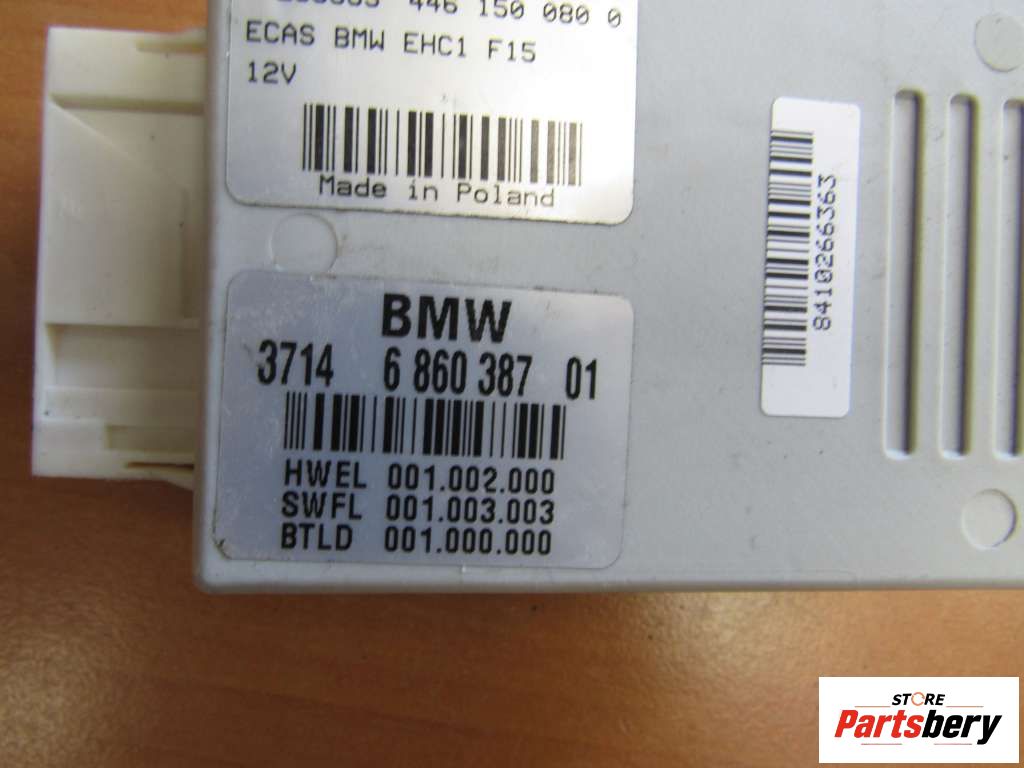 446 150 080 0
ECAS BMW EHC1 F15
12V
Made in Poland
8410266363
BMW
3714 6 860 387 01
HWEL 001.002.000
SWFL 001.003.003
BTLD 001.000.000
STORE
Partsbery